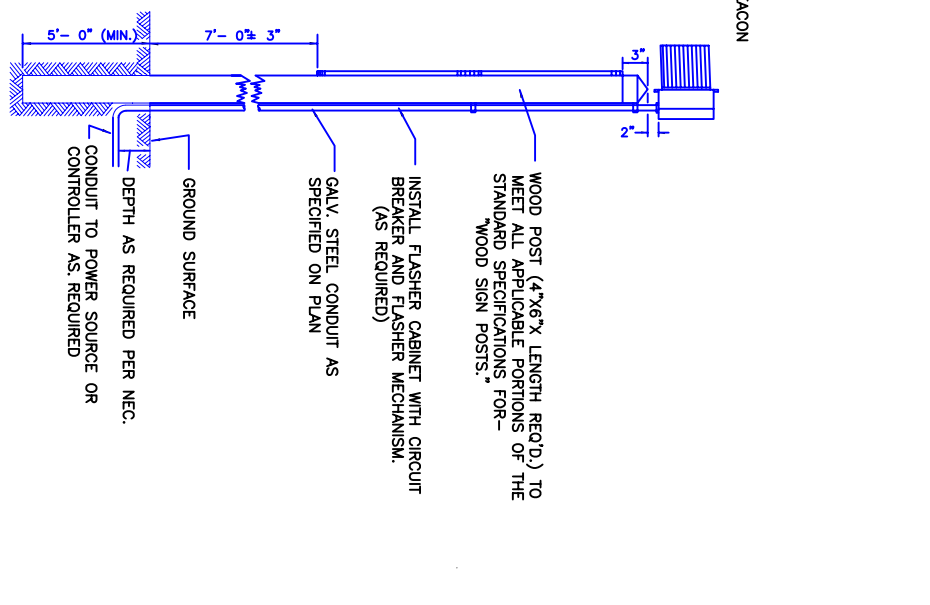 ACON
3"
2"
7'- 0"± 3"
5'- 0" (MIN.)
WOOD POST (4"X6"X LENGTH REQ'D.) TO
MEET ALL APPLICABLE PORTIONS OF THE
STANDARD SPECIFICATIONS FOR-
"WOOD SIGN POSTS."
INSTALL FLASHER CABINET WITH CIRCUIT
BREAKER AND FLASHER MECHANISM.
(AS REQUIRED)
GALV. STEEL CONDUIT AS
SPECIFIED ON PLAN
GROUND SURFACE
DEPTH AS REQUIRED PER NEC.
CONDUIT TO POWER SOURCE OR
CONTROLLER AS. REQUIRED